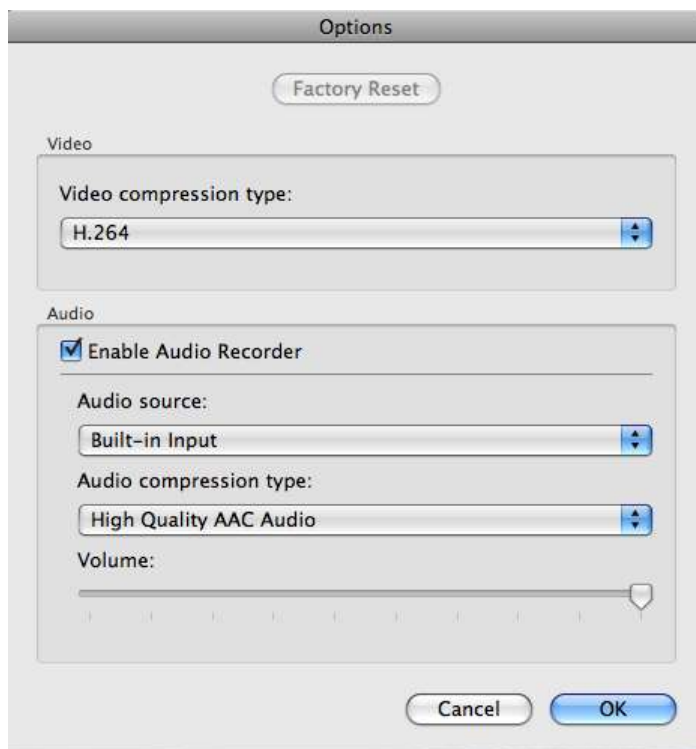 Options
Factory Reset
Video
Video compression type:
H.264
Audio
Enable Audio Recorder
Audio source:
Built-in Input
Audio compression type:
High Quality AAC Audio
Volume:
Cancel
OK